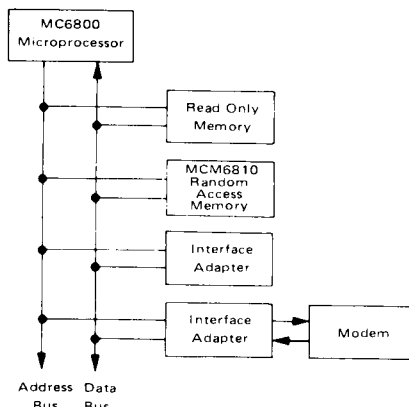 MC6800
Microprocessor
Read Only
Memory
MCM6810
Random
Access
Memory
Interface
Adapter
Interface
Adapter
Modem
Address Data
Bus Bus